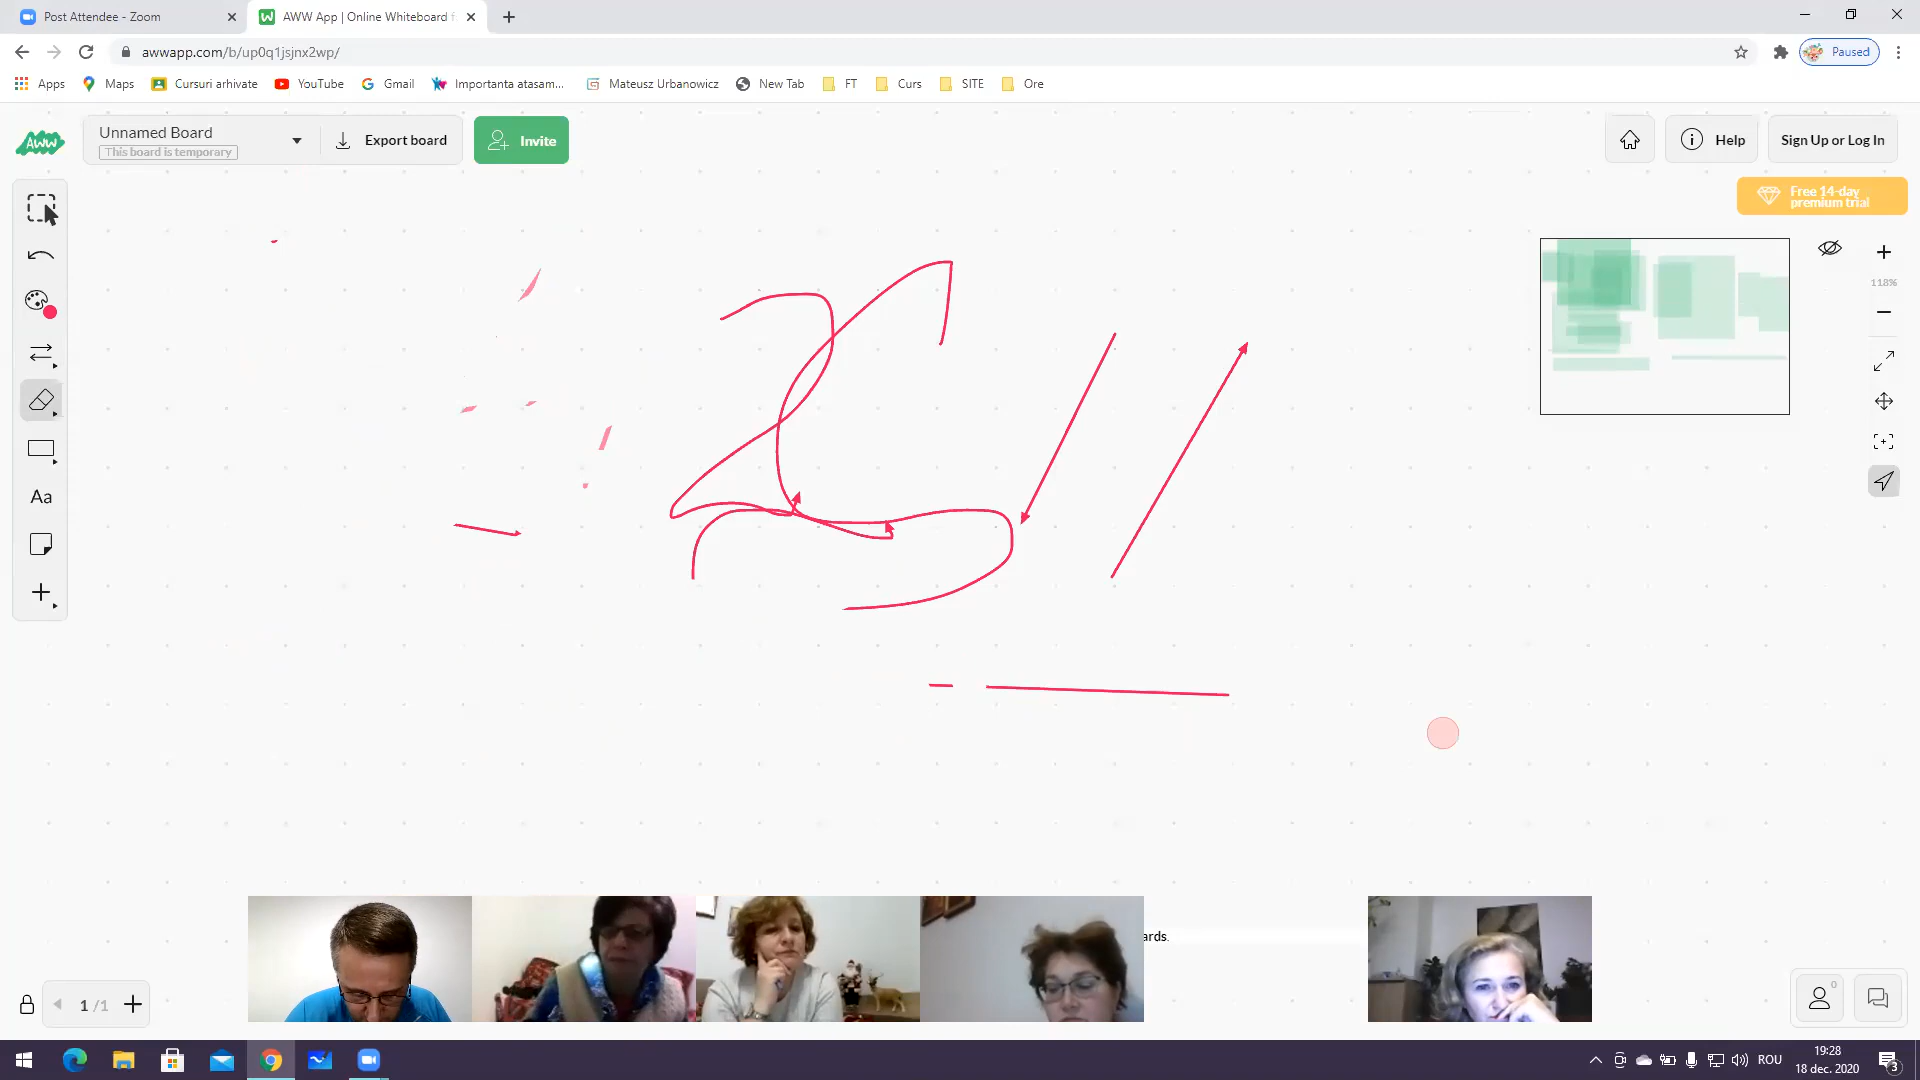 Post Attendee - Zoom
AWW App | Online Whiteboard f
awwapp.com/b/up0q1jsjnx2wp/
Paused
Apps
Maps
Cursuri arhivate
YouTube
Gmail
Importanta atasam...
Mateusz Urbanowicz
New Tab
FT
Curs
SITE
Ore
AWW
Unnamed Board
This board is temporary
Export board
Invite
Help
Sign Up or Log In
Free 14-day
premium trial
118%
Aa
ards.
1 /1
0
ROU
19:28
18 dec. 2020
3